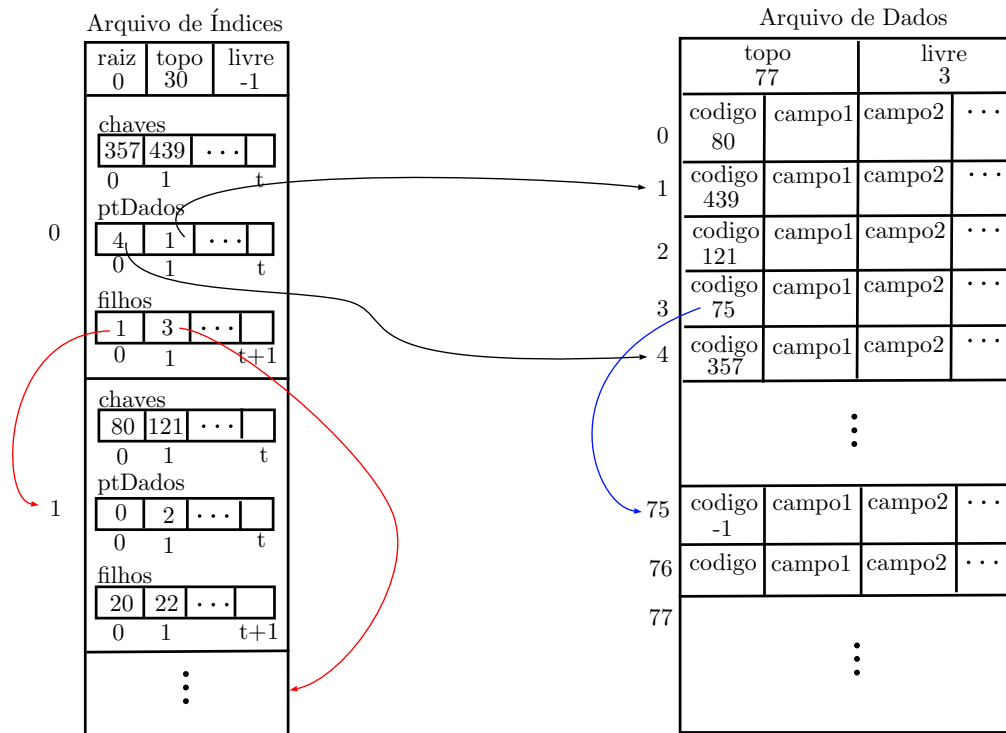 Arquivo de Índices
raiz topo livre
0 30 -1
chaves
357 439 ···
0 1 t
ptDados
0
4 1 ···
0 1 t
filhos
1 3 ···
0 1 t+1
chaves
80 121 ···
0 1 t
ptDados
1
0 2 ···
0 1 t
filhos
20 22 ···
0 1 t+1
⋮
Arquivo de Dados
topo livre
77 3
0 codigo campo1 campo2 ···
80
1 codigo campo1 campo2 ···
439
2 codigo campo1 campo2 ···
121
3 codigo campo1 campo2 ···
75
4 codigo campo1 campo2 ···
357
⋮
75 codigo campo1 campo2 ···
-1
76 codigo campo1 campo2 ···
77
⋮